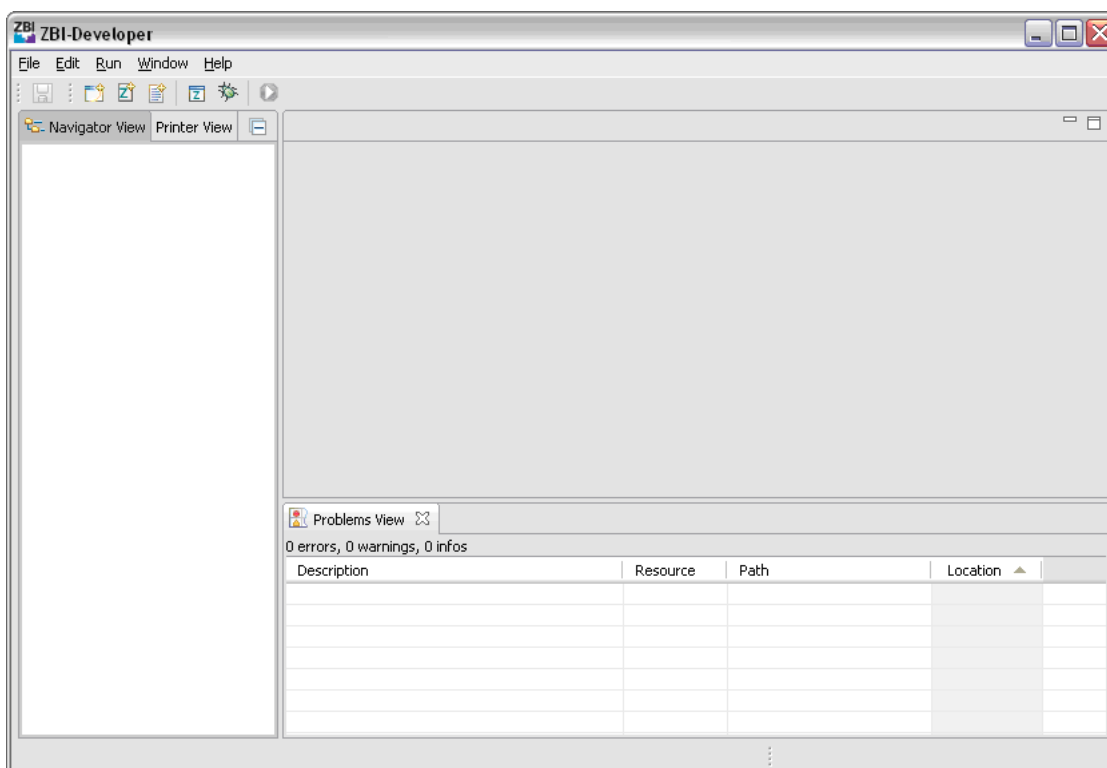 ZBI ZBI-Developer
File Edit Run Window Help
Navigator View Printer View
Problems View
0 errors, 0 warnings, 0 infos
Description Resource Path Location